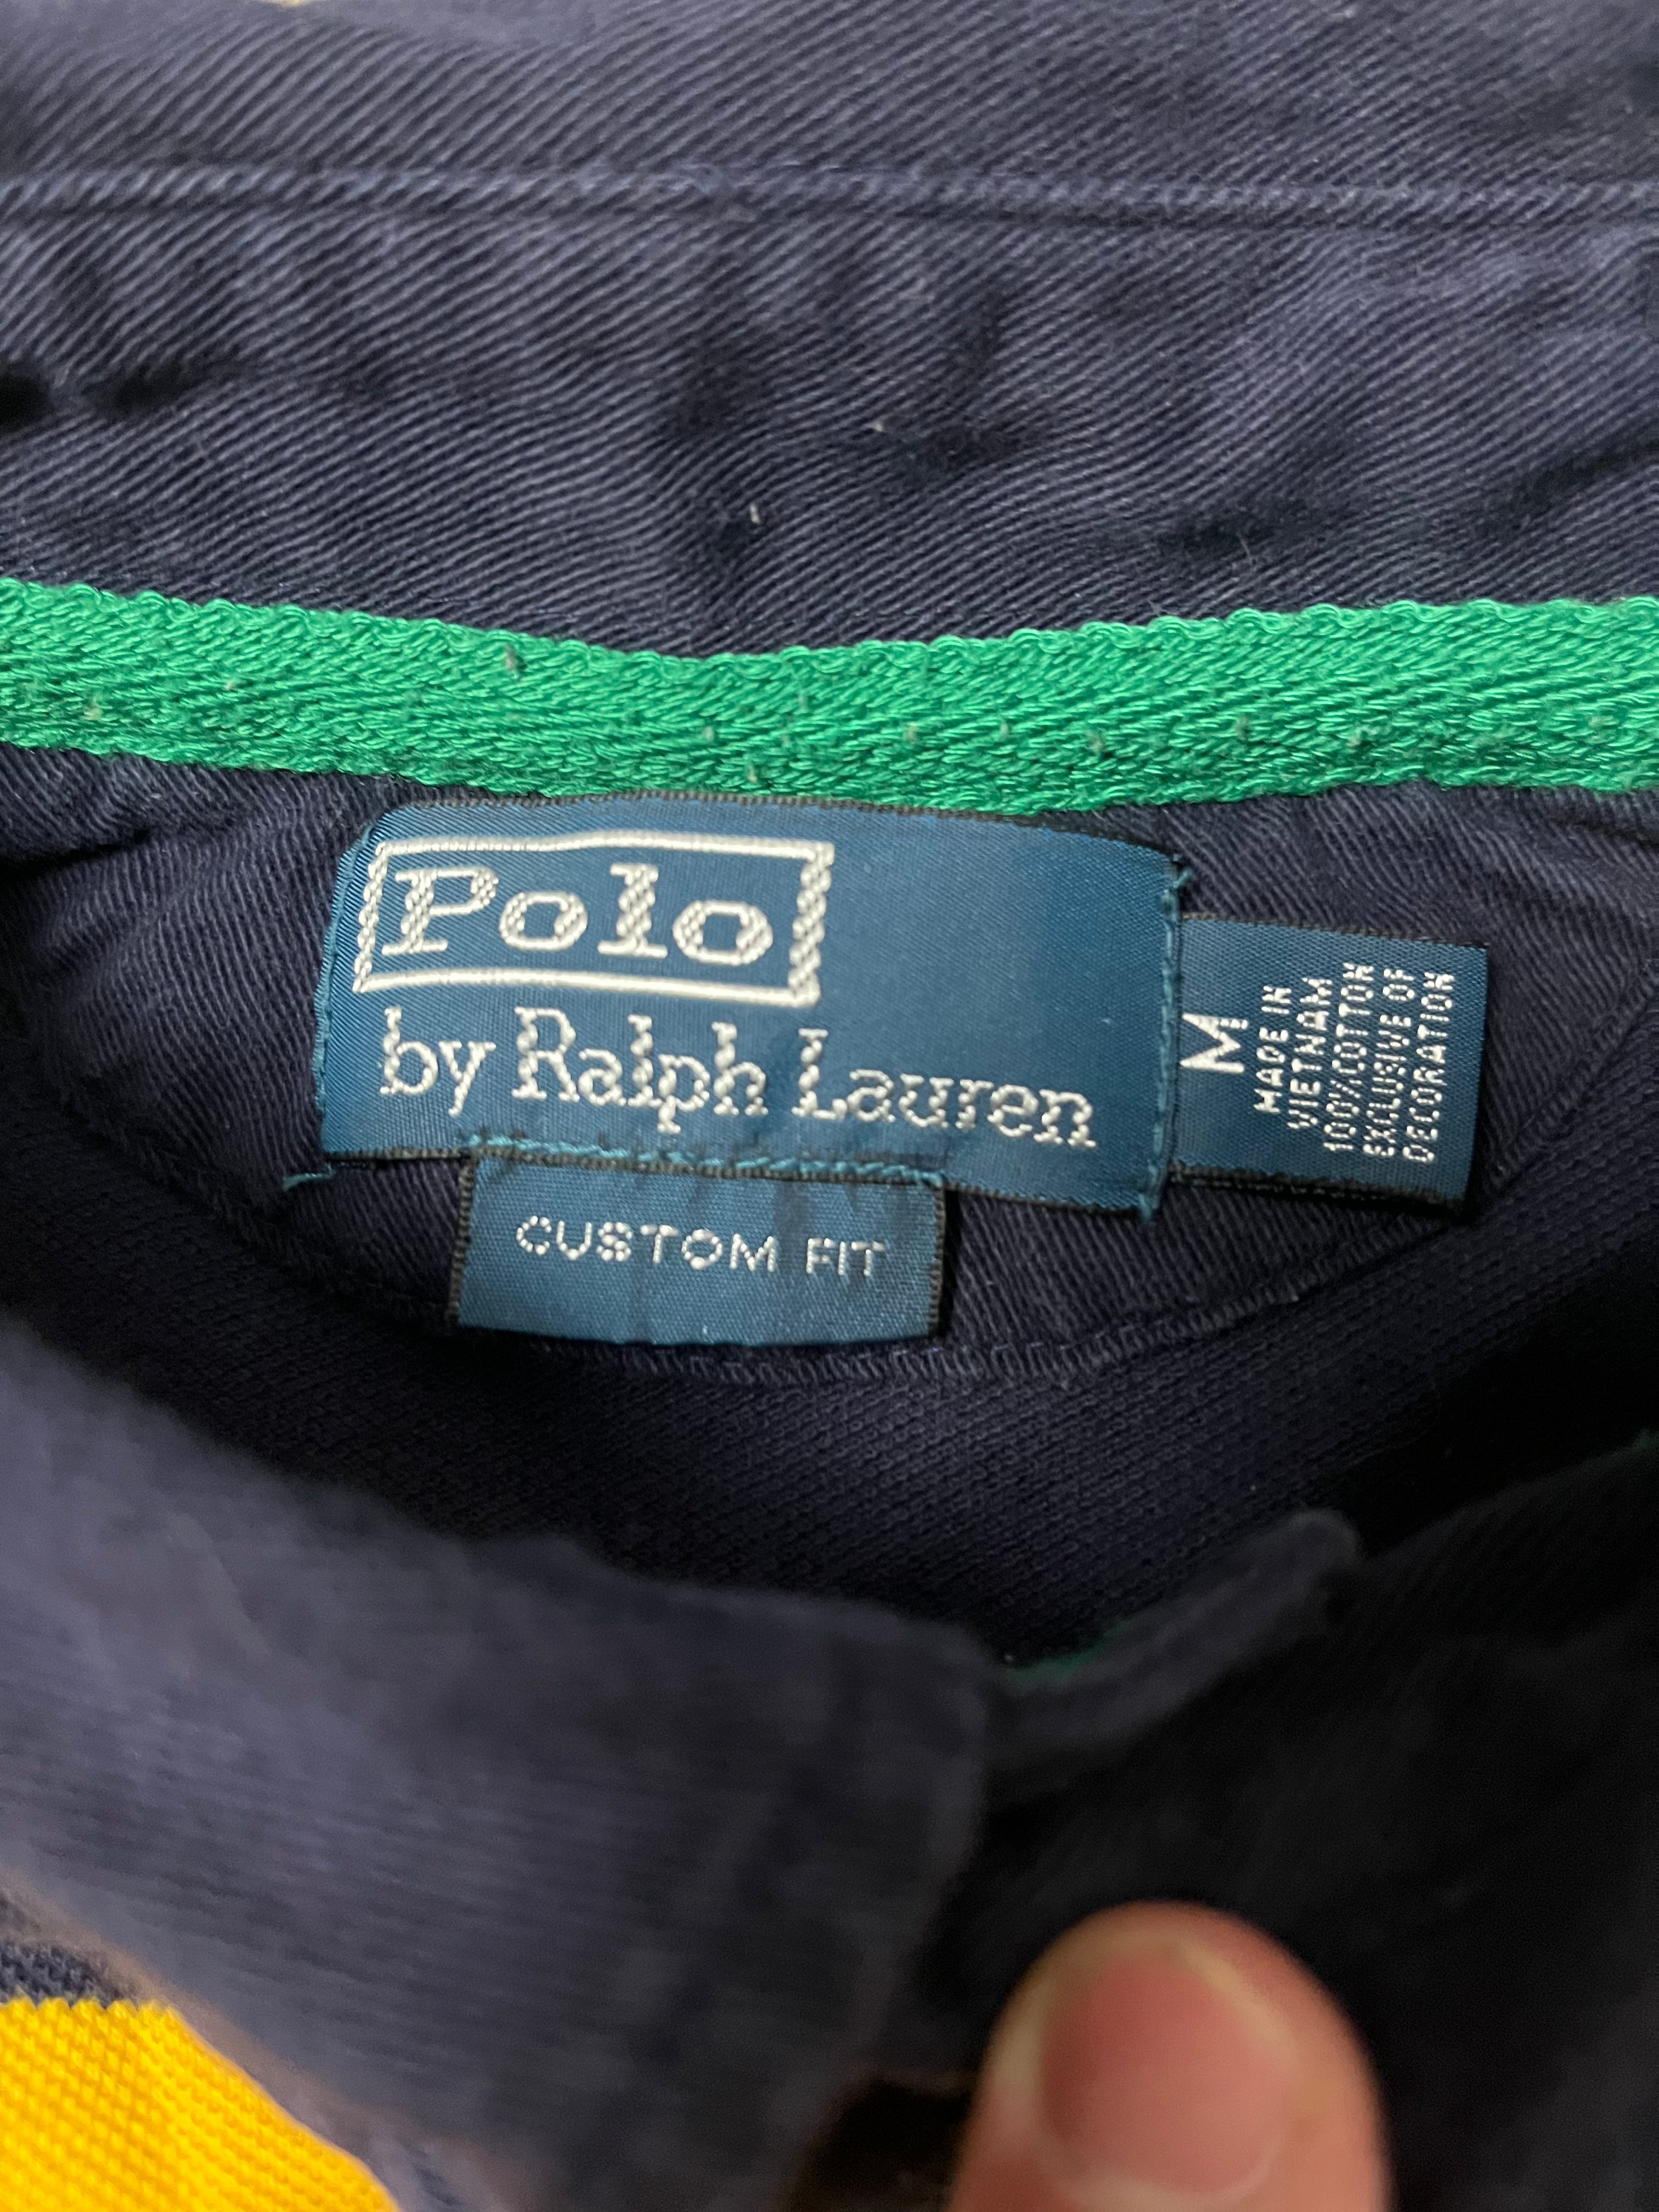 Polo
by Ralph Lauren
CUSTOM FIT
M
MADE IN
VIETNAM
100%COTTON
EXCLUSIVE OF
DECORATION